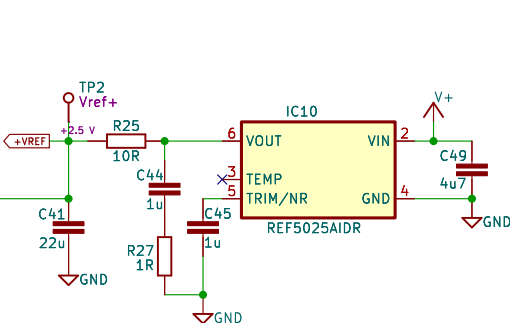 TP2
Vref+
+2.5 V
+VREF
R25
10R
C44
1u
C41
22u
GND
R27
1R
C45
1u
GND
IC10
6
VOUT
VIN
2
3
TEMP
5
TRIM/NR
GND
4
REF5025AIDR
V+
C49
4u7
GND